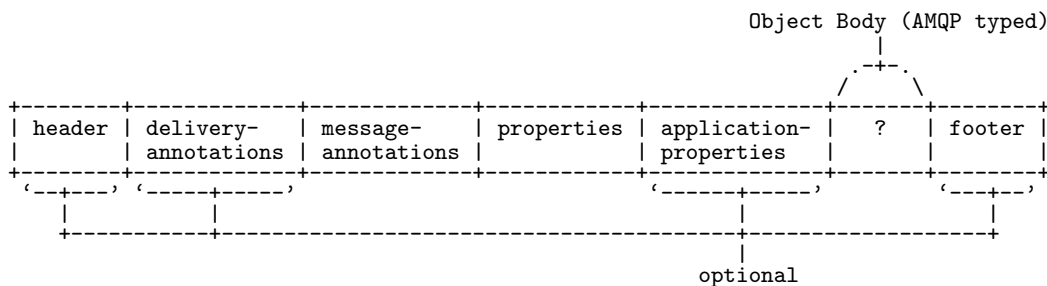 Object Body (AMQP typed)
|
.-+-.
/     \
+--------+---------------+---------------+--------------+----------------+--------+---------+
| header | delivery-     | message-      | properties | application- |   ?    | footer |
|        | annotations | annotations |            | properties   |        |        |
+--------+---------------+---------------+--------------+----------------+--------+---------+
‘--+---’ ‘-----+-----’ ‘------+-----’ ‘---+--’
|            |                                              |                     |
+------------+----------------------------------------------+---------------------+
|
optional